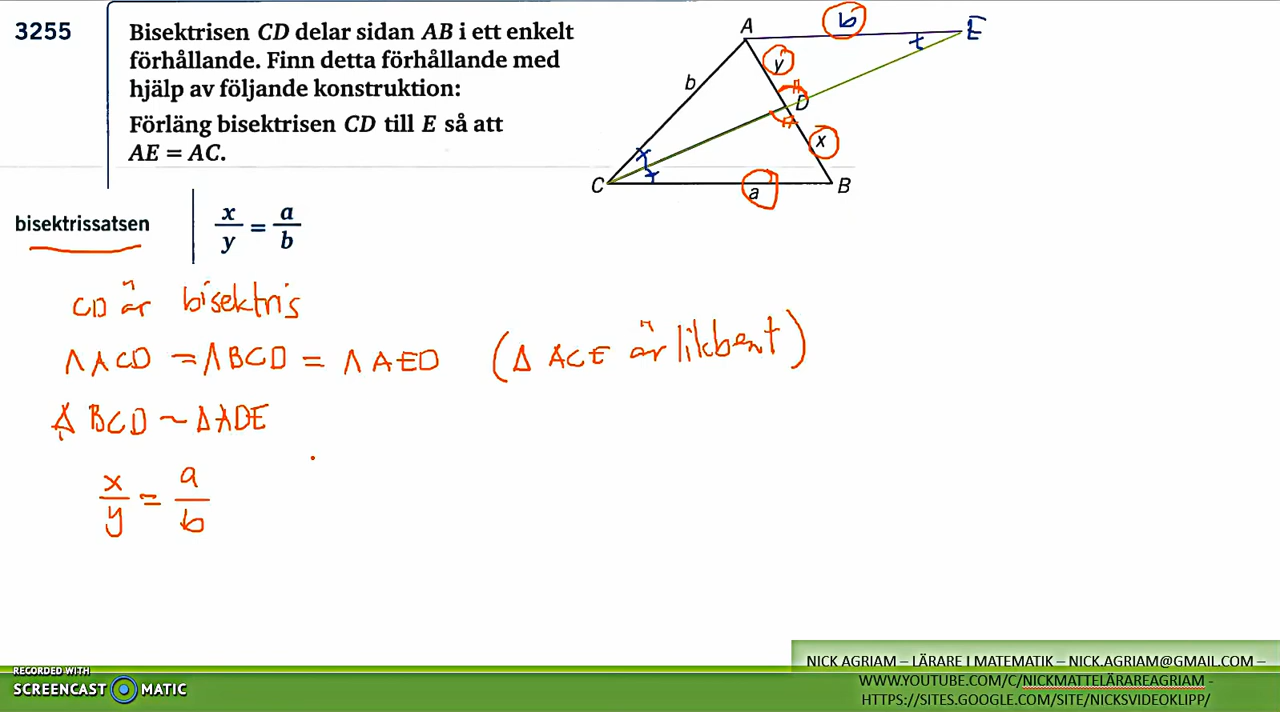 3255
Bisektrisen CD delar sidan AB i ett enkelt
förhållande. Finn detta förhållande med
hjälp av följande konstruktion:
Förläng bisektrisen CD till E så att
AE = AC.
A
b
E
y
b
D
x
C
a
B
bisektrissatsen
x/y = a/b
CD är bisektris
∧ ACD = ∧ BCD = ∧ AED (∆ ACE är likbent)
∆ BCD ~ ∆ ADE
x/y = a/b
RECORDED WITH
SCREENCAST O MATIC
NICK AGRIAM – LÄRARE I MATEMATIK – NICK.AGRIAM@GMAIL.COM –
WWW.YOUTUBE.COM/C/NICKMATTELÄRAREAGRIAM -
HTTPS://SITES.GOOGLE.COM/SITE/NICKSVIDEOKLIPP/